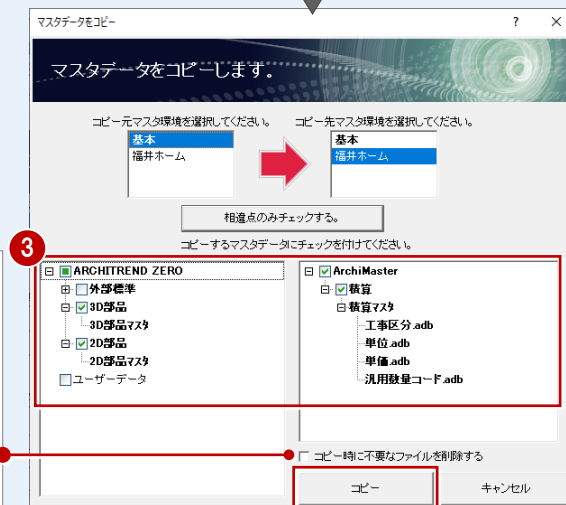 マスタデータをコピー ? ×
マスタデータをコピーします。
コピー元マスタ環境を選択してください。 コピー先マスタ環境を選択してください。
基本 基本
福井ホーム 福井ホーム
相違点のみチェックする。
コピーするマスタデータにチェックを付けてください。
3
ARCHITREND ZERO
外部標準
3D部品
3D部品マスタ
2D部品
2D部品マスタ
ユーザーデータ
ArchiMaster
積算
積算マスタ
工事区分.adb
単位.adb
単価.adb
汎用数量コード.adb
コピー時に不要なファイルを削除する
コピー キャンセル